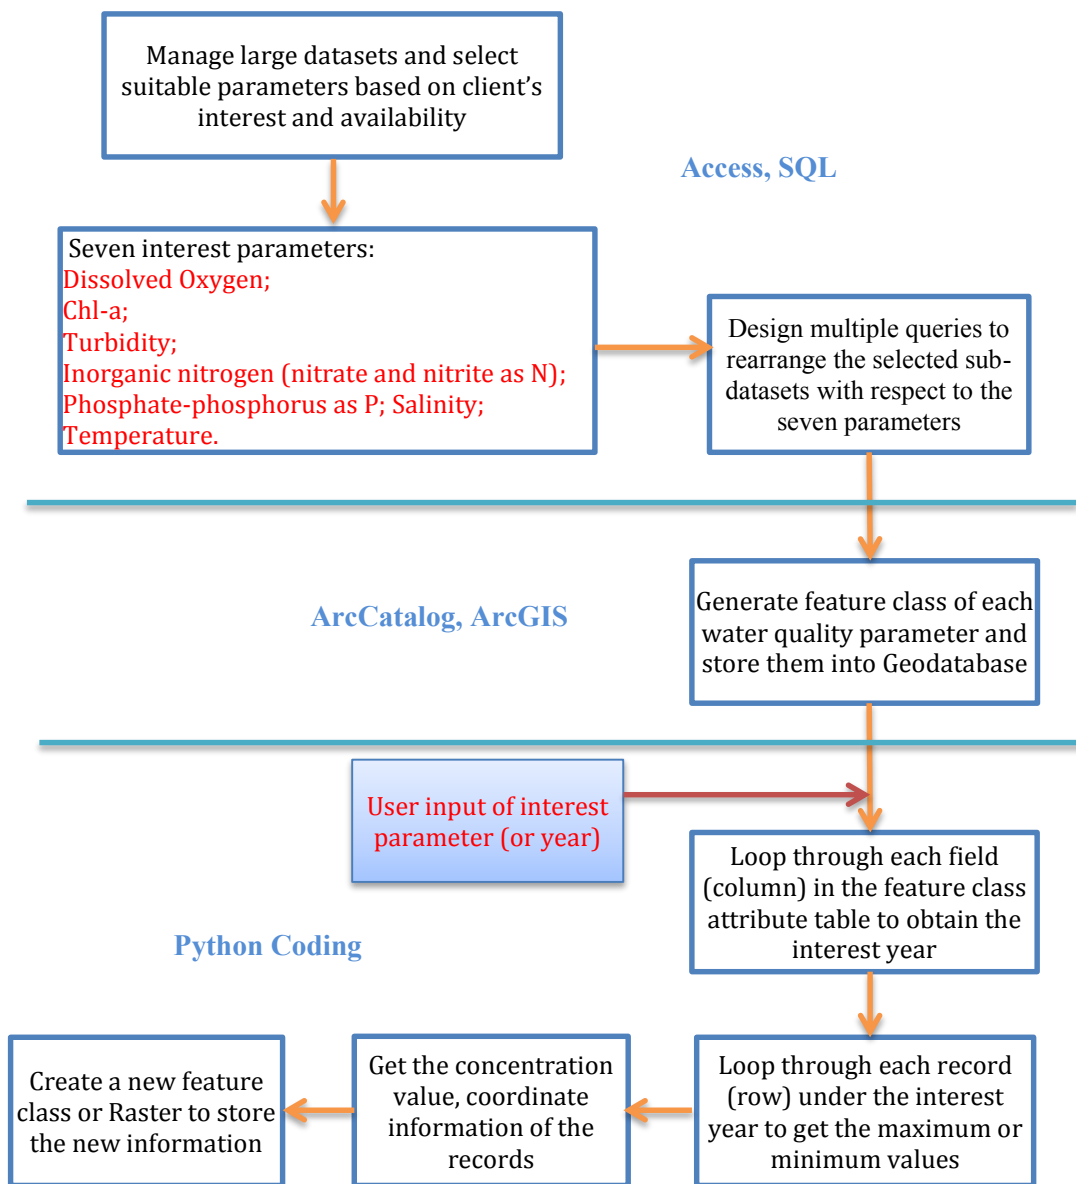 Manage large datasets and select
suitable parameters based on client’s
interest and availability
Access, SQL
Seven interest parameters:
Dissolved Oxygen;
Chl-a;
Turbidity;
Inorganic nitrogen (nitrate and nitrite as N);
Phosphate-phosphorus as P; Salinity;
Temperature.
Design multiple queries to
rearrange the selected sub-
datasets with respect to the
seven parameters
ArcCatalog, ArcGIS
Generate feature class of each
water quality parameter and
store them into Geodatabase
User input of interest
parameter (or year)
Loop through each field
(column) in the feature class
attribute table to obtain the
interest year
Python Coding
Loop through each record
(row) under the interest
year to get the maximum or
minimum values
Get the concentration
value, coordinate
information of the
records
Create a new feature
class or Raster to store
the new information